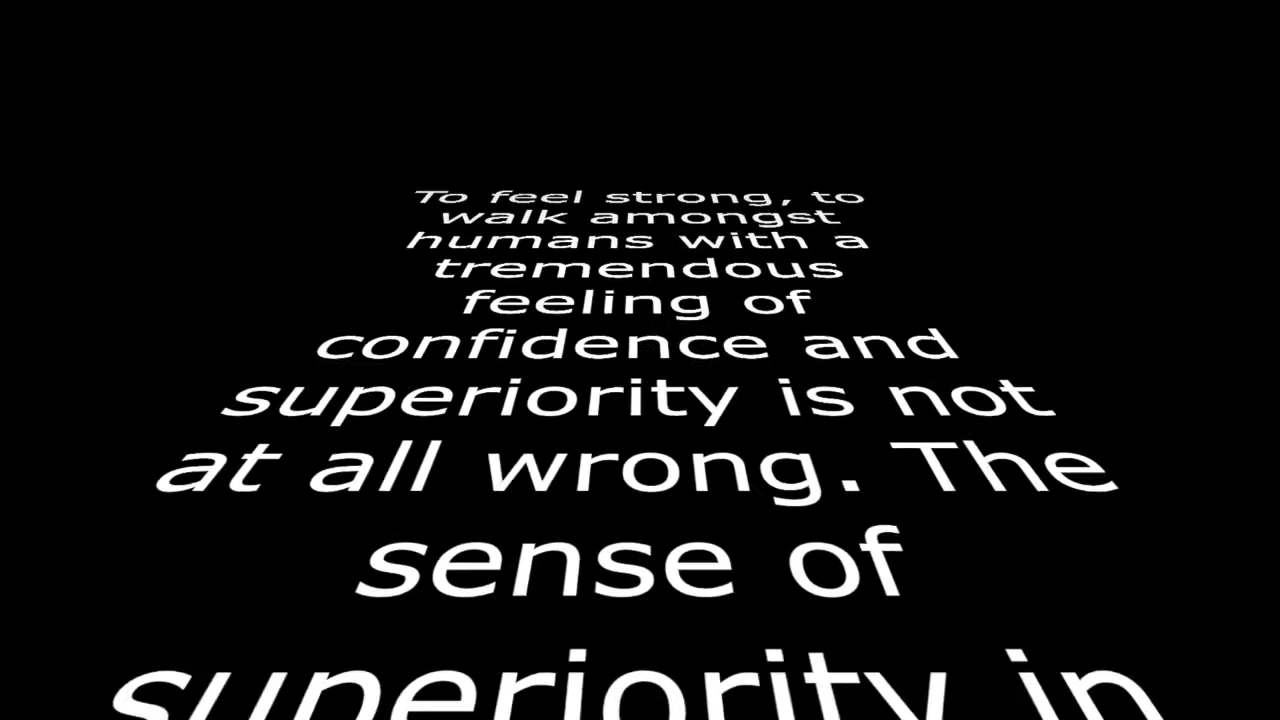 To feel strong, to
walk amongst
humans with a
tremendous
feeling of
confidence and
superiority is not
at all wrong. The
sense of
superiority in